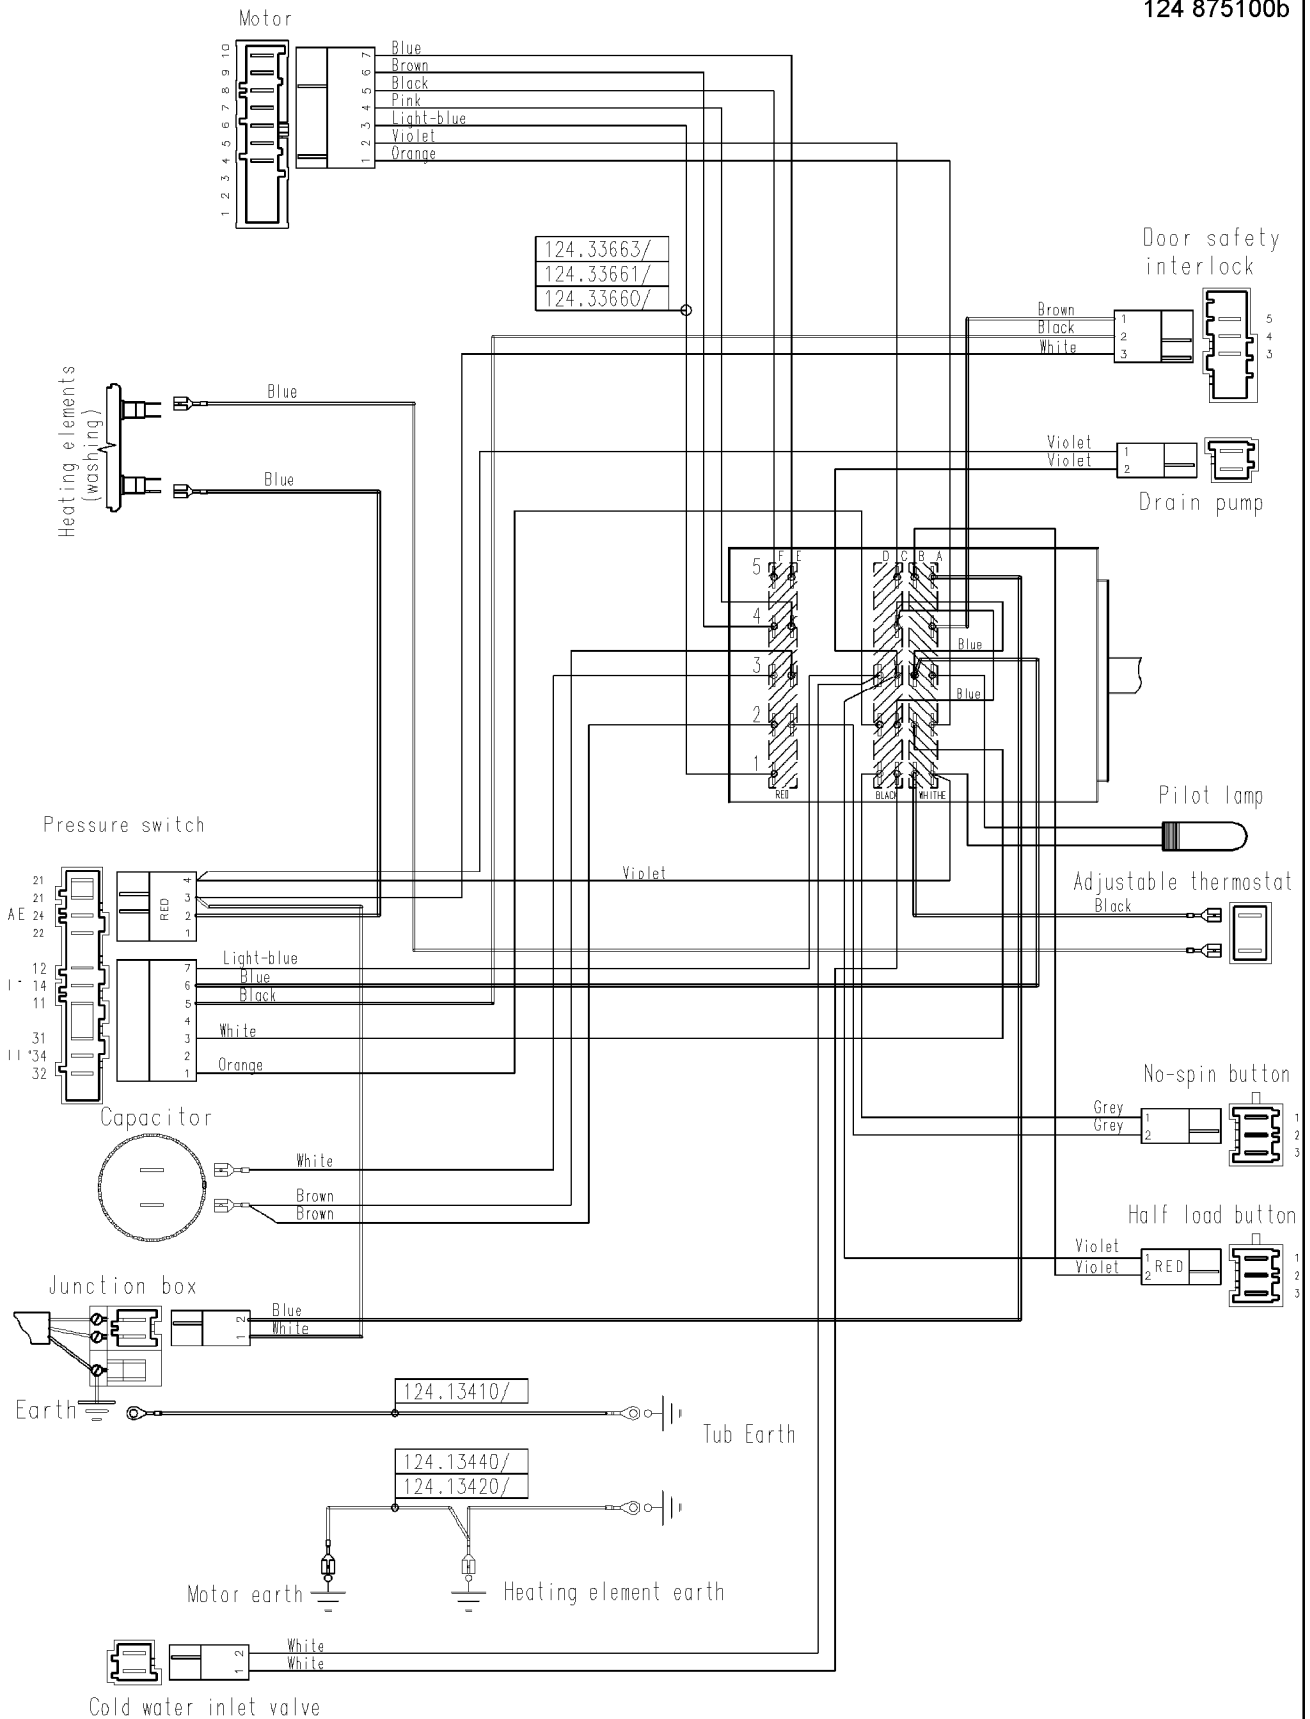 124 875100b
Motor
10
9
8
7
6
5
4
3
2
1
7
6
5
4
3
2
1
Blue
Brown
Black
Pink
Light-blue
Violet
Orange
124.33663/
124.33661/
124.33660/
Door safety
interlock
Brown
Black
White
1
2
3
5
4
3
Heating elements
(washing)
Blue
Blue
Violet
Violet
1
2
Drain pump
F E D C B A
5
4
3
2
1
Blue
Blue
RED BLACK WHITHE
Pilot lamp
Pressure switch
21
21
AE 24
22
12
14
11
31
34
32
RED
4
3
2
1
Violet
7
6
5
4
3
2
1
Light-blue
Blue
Black
White
Orange
Adjustable thermostat
Black
No-spin button
Grey
Grey
1
2
1
2
3
Capacitor
White
Brown
Brown
Half load button
Violet
Violet
1
2
RED
1
2
3
Junction box
2
1
Blue
White
Earth
124.13410/
Tub Earth
124.13440/
124.13420/
Motor earth
Heating element earth
2
1
White
White
Cold water inlet valve